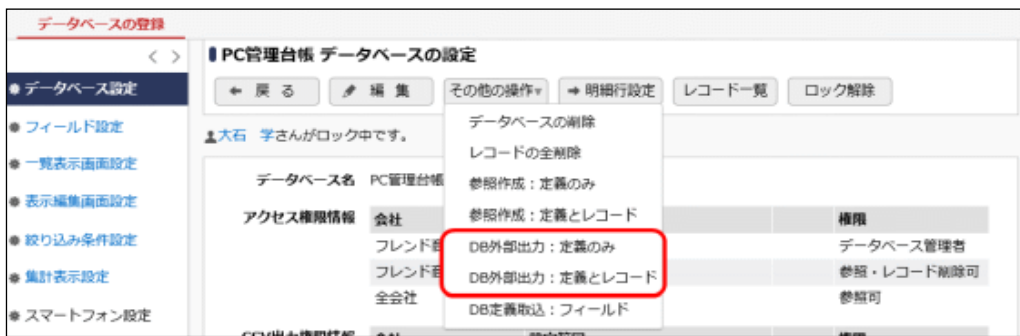 データベースの登録
< >
PC管理台帳 データベースの設定
データベース設定
戻る
編集
その他の操作▾
明細行設定
レコード一覧
ロック解除
フィールド設定
大石 学さんがロック中です。
データベースの削除
レコードの全削除
一覧表示画面設定
データベース名
PC管理台帳
参照作成:定義のみ
表示編集画面設定
アクセス権限情報
会社
参照作成:定義とレコード
権限
絞り込み条件設定
フレンド商
DB外部出力:定義のみ
データベース管理者
集計表示設定
フレンド商
DB外部出力:定義とレコード
参照・レコード削除可
全会社
DB定義取込:フィールド
参照可
スマートフォン設定